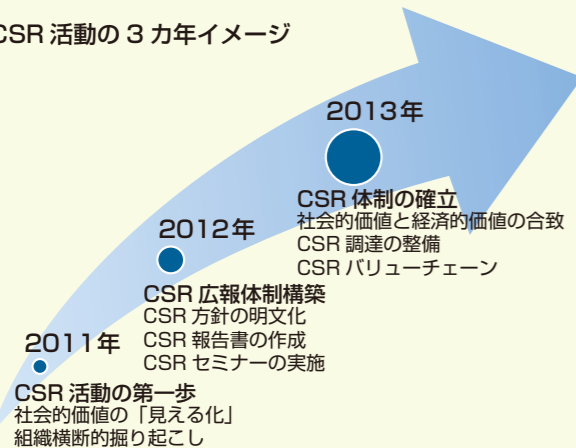 CSR 活動の 3 カ年イメージ
2013年
CSR 体制の確立
社会的価値と経済的価値の合致
CSR 調達の整備
CSR バリューチェーン
2012年
CSR 広報体制構築
CSR 方針の明文化
CSR 報告書の作成
CSR セミナーの実施
2011年
CSR 活動の第一歩
社会的価値の「見える化」
組織横断的掘り起こし